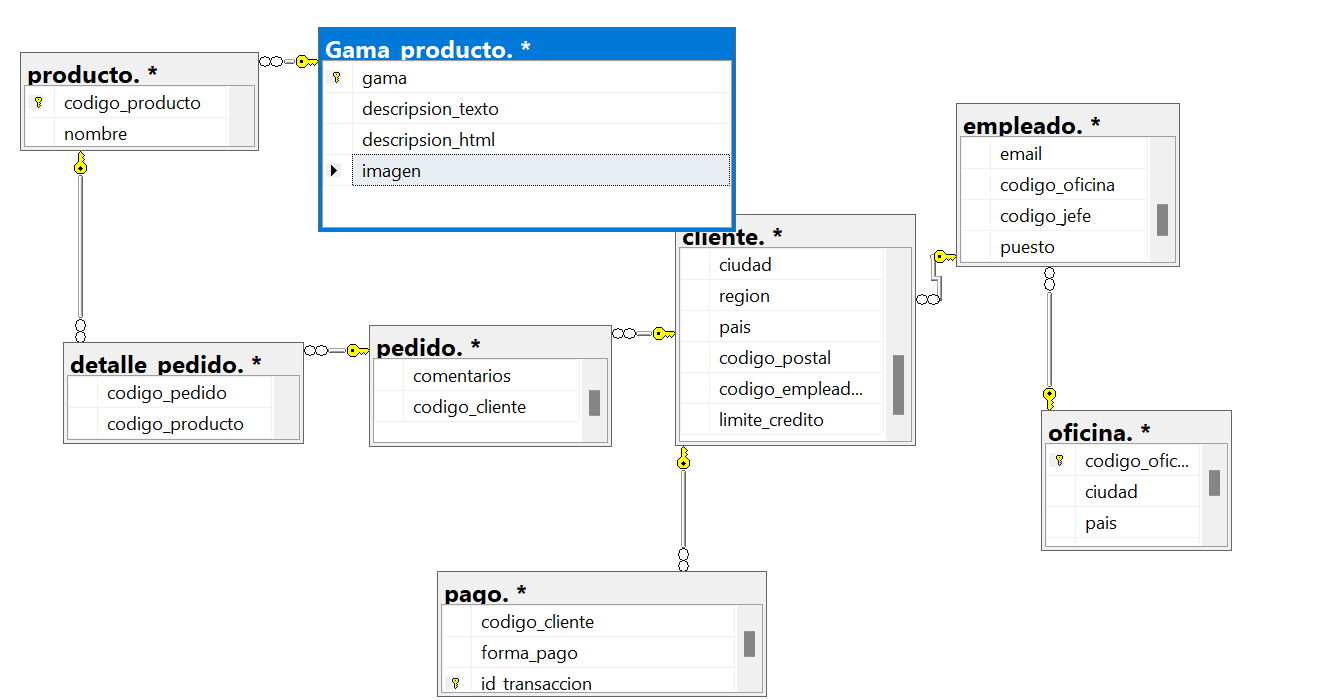 producto. *
codigo_producto
nombre
Gama_producto. *
gama
descripsion_texto
descripsion_html
imagen
empleado. *
email
codigo_oficina
codigo_jefe
puesto
cliente. *
ciudad
region
pais
codigo_postal
codigo_emplead...
limite_credito
detalle_pedido. *
codigo_pedido
codigo_producto
pedido. *
comentarios
codigo_cliente
oficina. *
codigo_ofic...
ciudad
pais
pago. *
codigo_cliente
forma_pago
id_transaccion